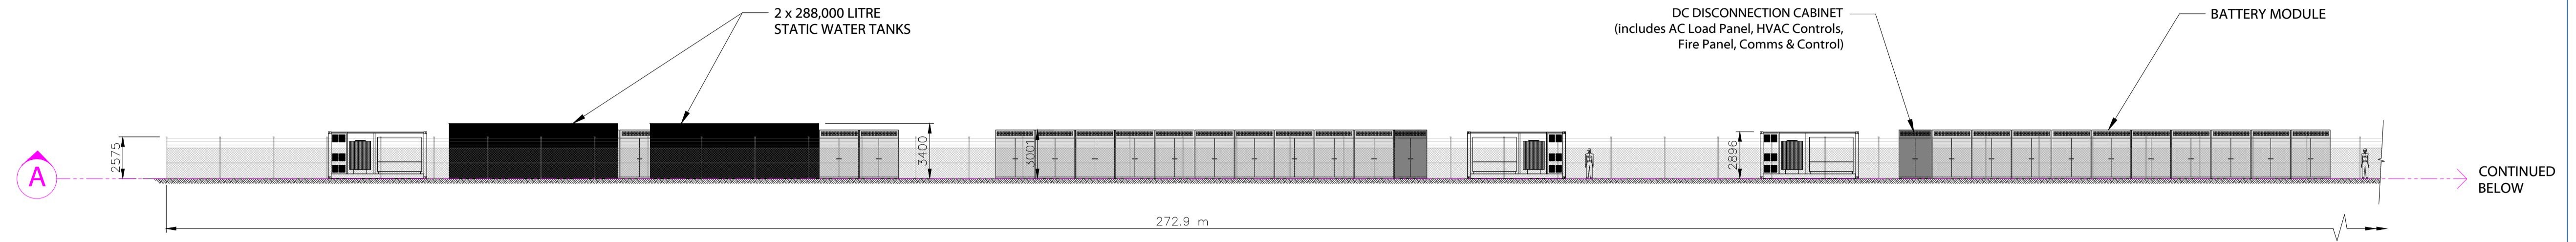 2 x 288,000 LITRE
STATIC WATER TANKS
DC DISCONNECTION CABINET
(includes AC Load Panel, HVAC Controls,
Fire Panel, Comms & Control)
BATTERY MODULE
2575
3400
3001
2896
A
CONTINUED
BELOW
272.9 m